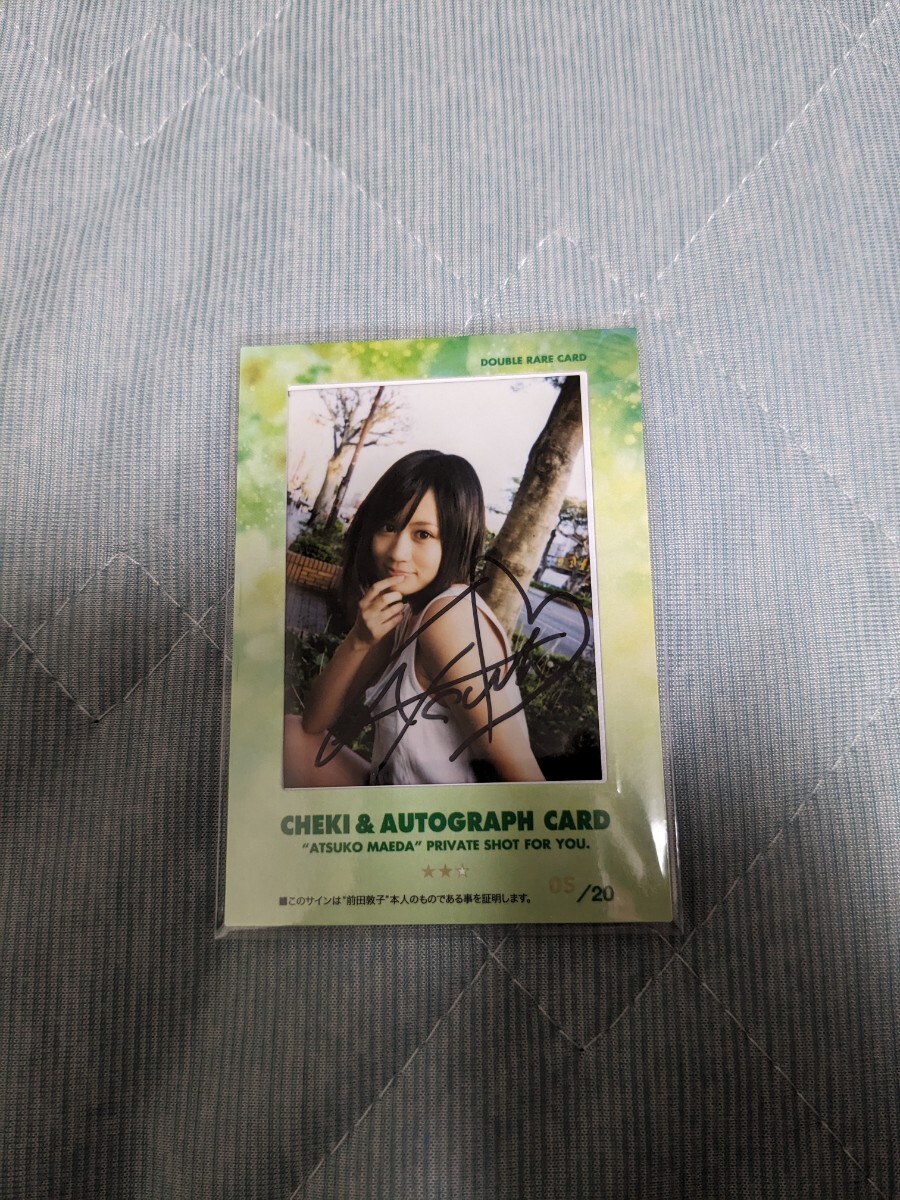 DOUBLE RARE CARD
CHEKI & AUTOGRAPH CARD
"ATSUKO MAEDA" PRIVATE SHOT FOR YOU.
★★☆
05/20
■このサインは"前田敦子"本人のものである事を証明します。